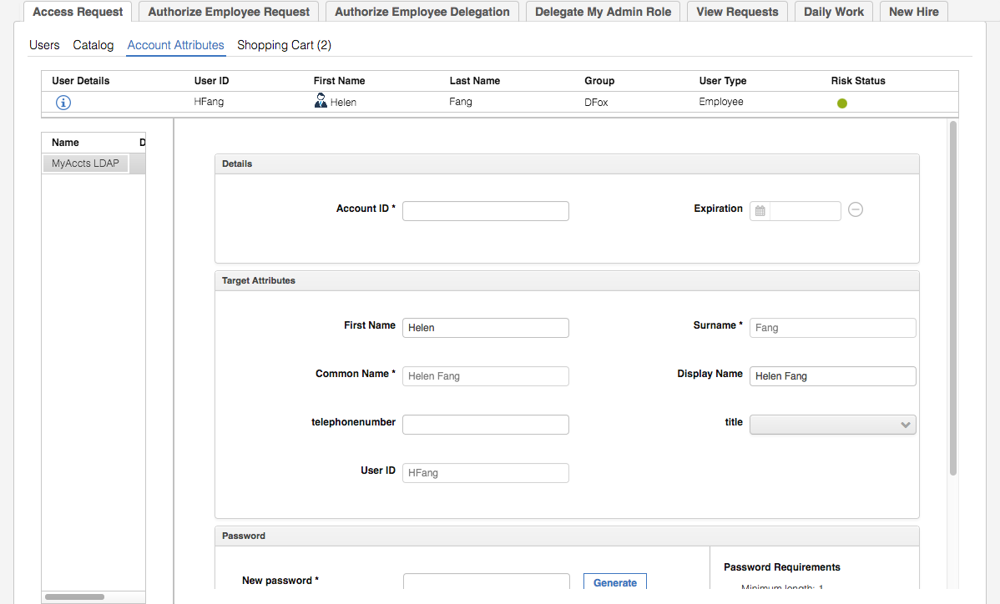 Access Request Authorize Employee Request Authorize Employee Delegation Delegate My Admin Role View Requests Daily Work New Hire
Users Catalog Account Attributes Shopping Cart (2)
User Details User ID First Name Last Name Group User Type Risk Status
HFang Helen Fang DFox Employee
Name D
MyAccts LDAP
Details
Account ID * Expiration
Target Attributes
First Name Helen Surname * Fang
Common Name * Helen Fang Display Name Helen Fang
telephonenumber title
User ID HFang
Password
Password Requirements
New password * Generate
Minimum length: 1